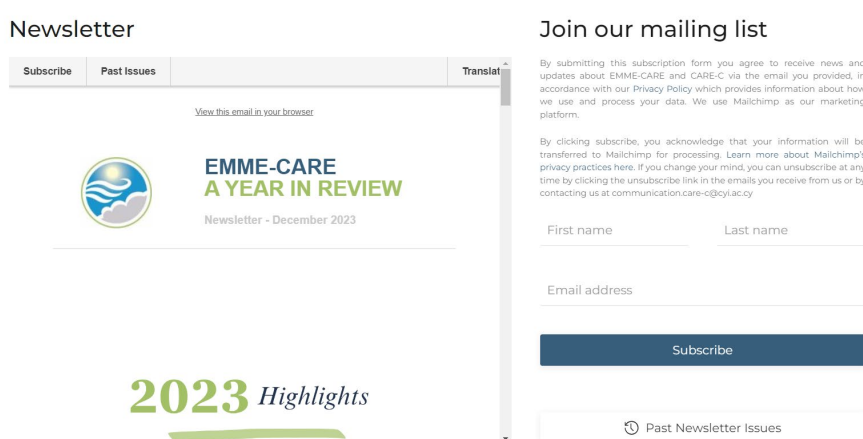 Newsletter
Subscribe
Past Issues
Translat
View this email in your browser
EMME-CARE
A YEAR IN REVIEW
Newsletter - December 2023
2023 Highlights
Join our mailing list
By submitting this subscription form you agree to receive news and
updates about EMME-CARE and CARE-C via the email you provided, in
accordance with our Privacy Policy which provides information about how
we use and process your data. We use Mailchimp as our marketing
platform.
By clicking subscribe, you acknowledge that your information will be
transferred to Mailchimp for processing. Learn more about Mailchimp's
privacy practices here. If you change your mind, you can unsubscribe at any
time by clicking the unsubscribe link in the emails you receive from us or by
contacting us at communication.care-c@cyi.ac.cy
First name
Last name
Email address
Subscribe
Past Newsletter Issues